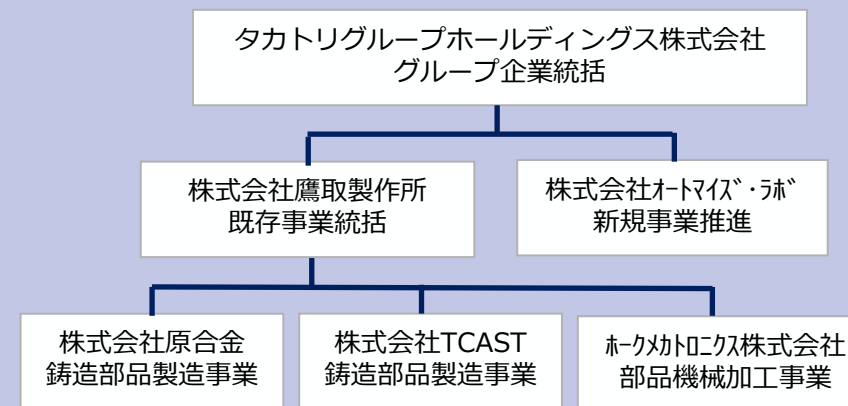 タカトリグループホールディングス株式会社
グループ企業統括
株式会社鷹取製作所
既存事業統括
株式会社ｵｰﾄﾏｲｽﾞ･ﾗﾎﾞ
新規事業推進
株式会社原合金
鋳造部品製造事業
株式会社TCAST
鋳造部品製造事業
ﾎｰｸﾒｶﾄﾛﾆｸｽ株式会社
部品機械加工事業